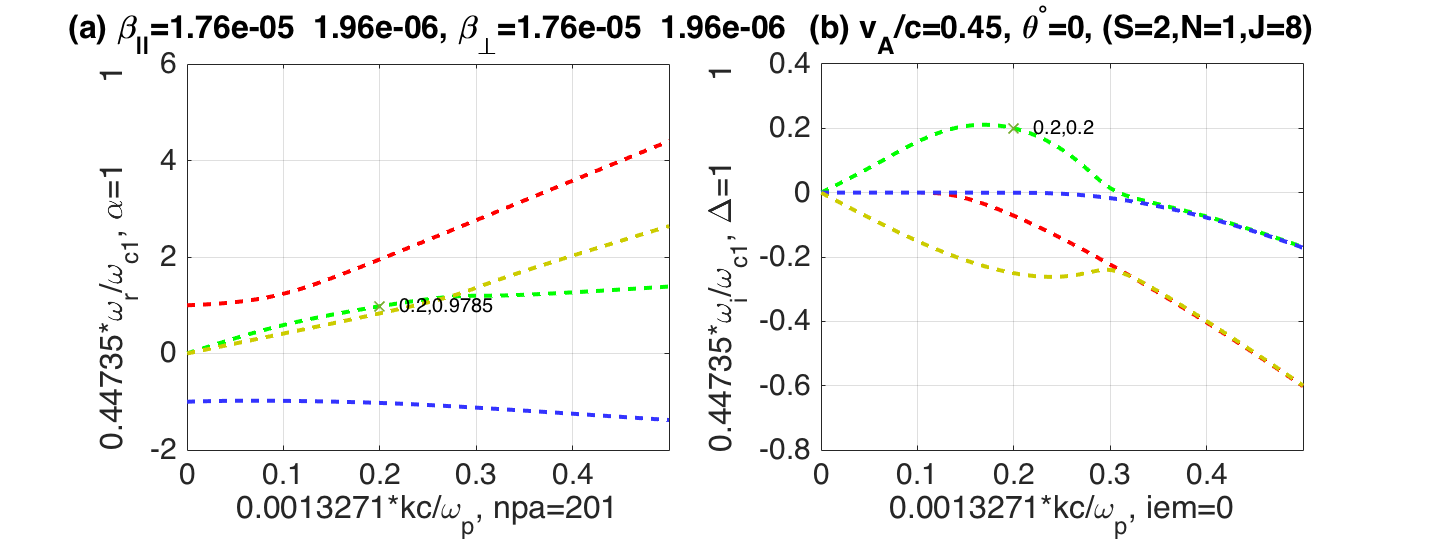 (a) β||=1.76e-05 1.96e-06, β⊥=1.76e-05 1.96e-06
(b) vA/c=0.45, θ°=0, (S=2,N=1,J=8)
0.44735*ωr/ωc1, α=1 1
6
4
2
0
-2
0.2,0.9785
0 0.1 0.2 0.3 0.4
0.0013271*kc/ωp, npa=201
0.44735*ωi/ωc1, Δ=1 1
0.4
0.2
0
-0.2
-0.4
-0.6
-0.8
0.2,0.2
0 0.1 0.2 0.3 0.4
0.0013271*kc/ωp, iem=0